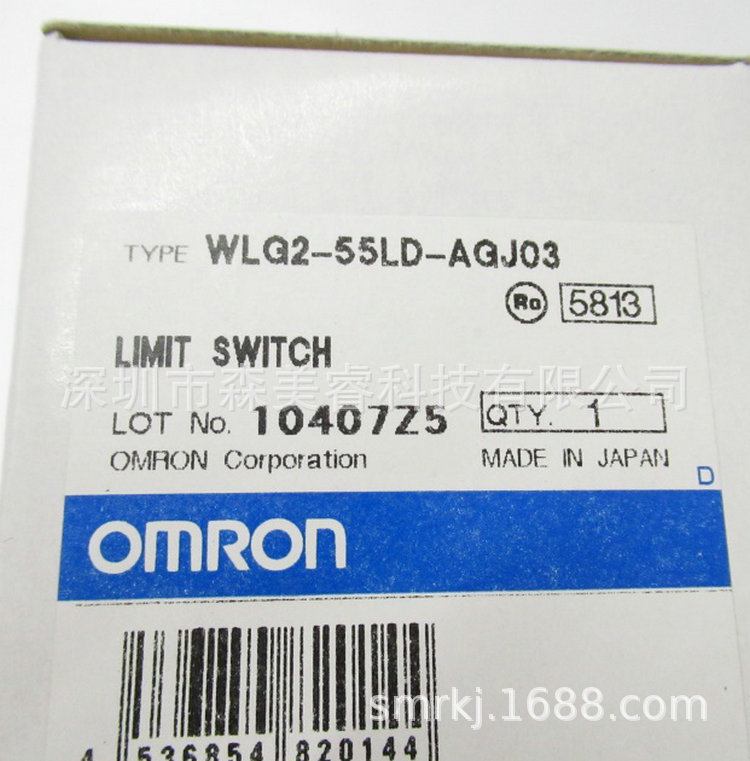 TYPE WLG2-55LD-AGJ03
Ro 5813
LIMIT SWITCH
深圳市森美睿科技有限公司
LOT No. 10407Z5 QTY. 1
OMRON Corporation MADE IN JAPAN
D
OMRON
smrkj.1688.com
4 536854 820144